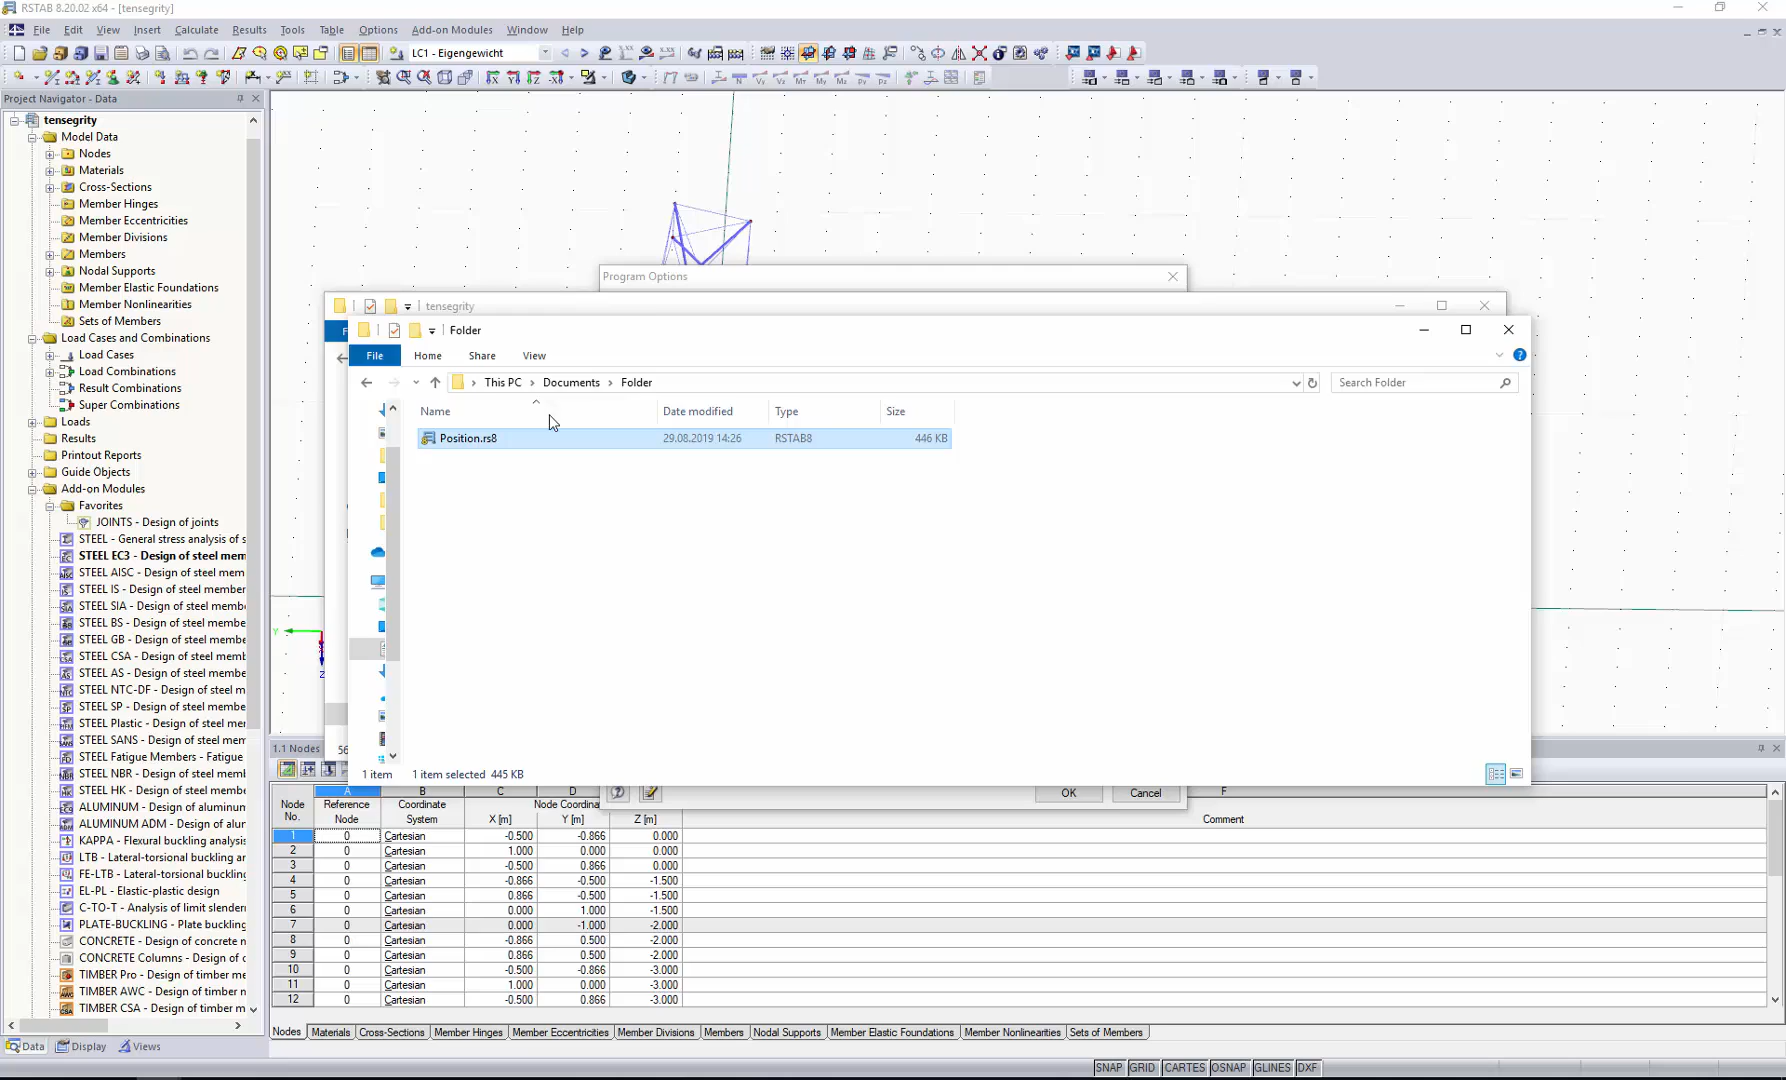 RSTAB 8.20.02 x64 - [tensegrity]
File Edit View Insert Calculate Results Tools Table Options Add-on Modules Window Help
LC1 - Eigengewicht
Project Navigator - Data
tensegrity
Model Data
Nodes
Materials
Cross-Sections
Member Hinges
Member Eccentricities
Member Divisions
Members
Nodal Supports
Member Elastic Foundations
Member Nonlinearities
Sets of Members
Load Cases and Combinations
Load Cases
Load Combinations
Result Combinations
Super Combinations
Loads
Results
Printout Reports
Guide Objects
Add-on Modules
Favorites
JOINTS - Design of joints
STEEL - General stress analysis of s
STEEL EC3 - Design of steel mem
STEEL AISC - Design of steel mem
STEEL IS - Design of steel member
STEEL SIA - Design of steel membe
STEEL BS - Design of steel membe
STEEL GB - Design of steel membe
STEEL CSA - Design of steel memb
STEEL AS - Design of steel membe
STEEL NTC-DF - Design of steel m
STEEL SP - Design of steel membe
STEEL Plastic - Design of steel mer
STEEL SANS - Design of steel mem
STEEL Fatigue Members - Fatigue
STEEL NBR - Design of steel memb
STEEL HK - Design of steel membe
ALUMINUM - Design of aluminum
ALUMINUM ADM - Design of alur
KAPPA - Flexural buckling analysis
LTB - Lateral-torsional buckling ar
FE-LTB - Lateral-torsional buckling
EL-PL - Elastic-plastic design
C-TO-T - Analysis of limit slender
PLATE-BUCKLING - Plate buckling
CONCRETE - Design of concrete n
CONCRETE Columns - Design of c
TIMBER Pro - Design of timber me
TIMBER AWC - Design of timber n
TIMBER CSA - Design of timber m
Data Display Views
Program Options
tensegrity
Folder
File Home Share View
This PC Documents Folder
Search Folder
Name Date modified Type Size
Position.rs8 29.08.2019 14:26 RSTAB8 446 KB
1 item 1 item selected 445 KB
56
OK Cancel
Y
Z
1.1 Nodes
A B C D F
Node No. Reference Node Coordinate System Node Coordina X [m] Y [m] Z [m] Comment
1 0 Cartesian -0.500 -0.866 0.000
2 0 Cartesian 1.000 0.000 0.000
3 0 Cartesian -0.500 0.866 0.000
4 0 Cartesian -0.866 -0.500 -1.500
5 0 Cartesian 0.866 -0.500 -1.500
6 0 Cartesian 0.000 1.000 -1.500
7 0 Cartesian 0.000 -1.000 -2.000
8 0 Cartesian -0.866 0.500 -2.000
9 0 Cartesian 0.866 0.500 -2.000
10 0 Cartesian -0.500 -0.866 -3.000
11 0 Cartesian 1.000 0.000 -3.000
12 0 Cartesian -0.500 0.866 -3.000
Nodes Materials Cross-Sections Member Hinges Member Eccentricities Member Divisions Members Nodal Supports Member Elastic Foundations Member Nonlinearities Sets of Members
SNAP GRID CARTES OSNAP GLINES DXF